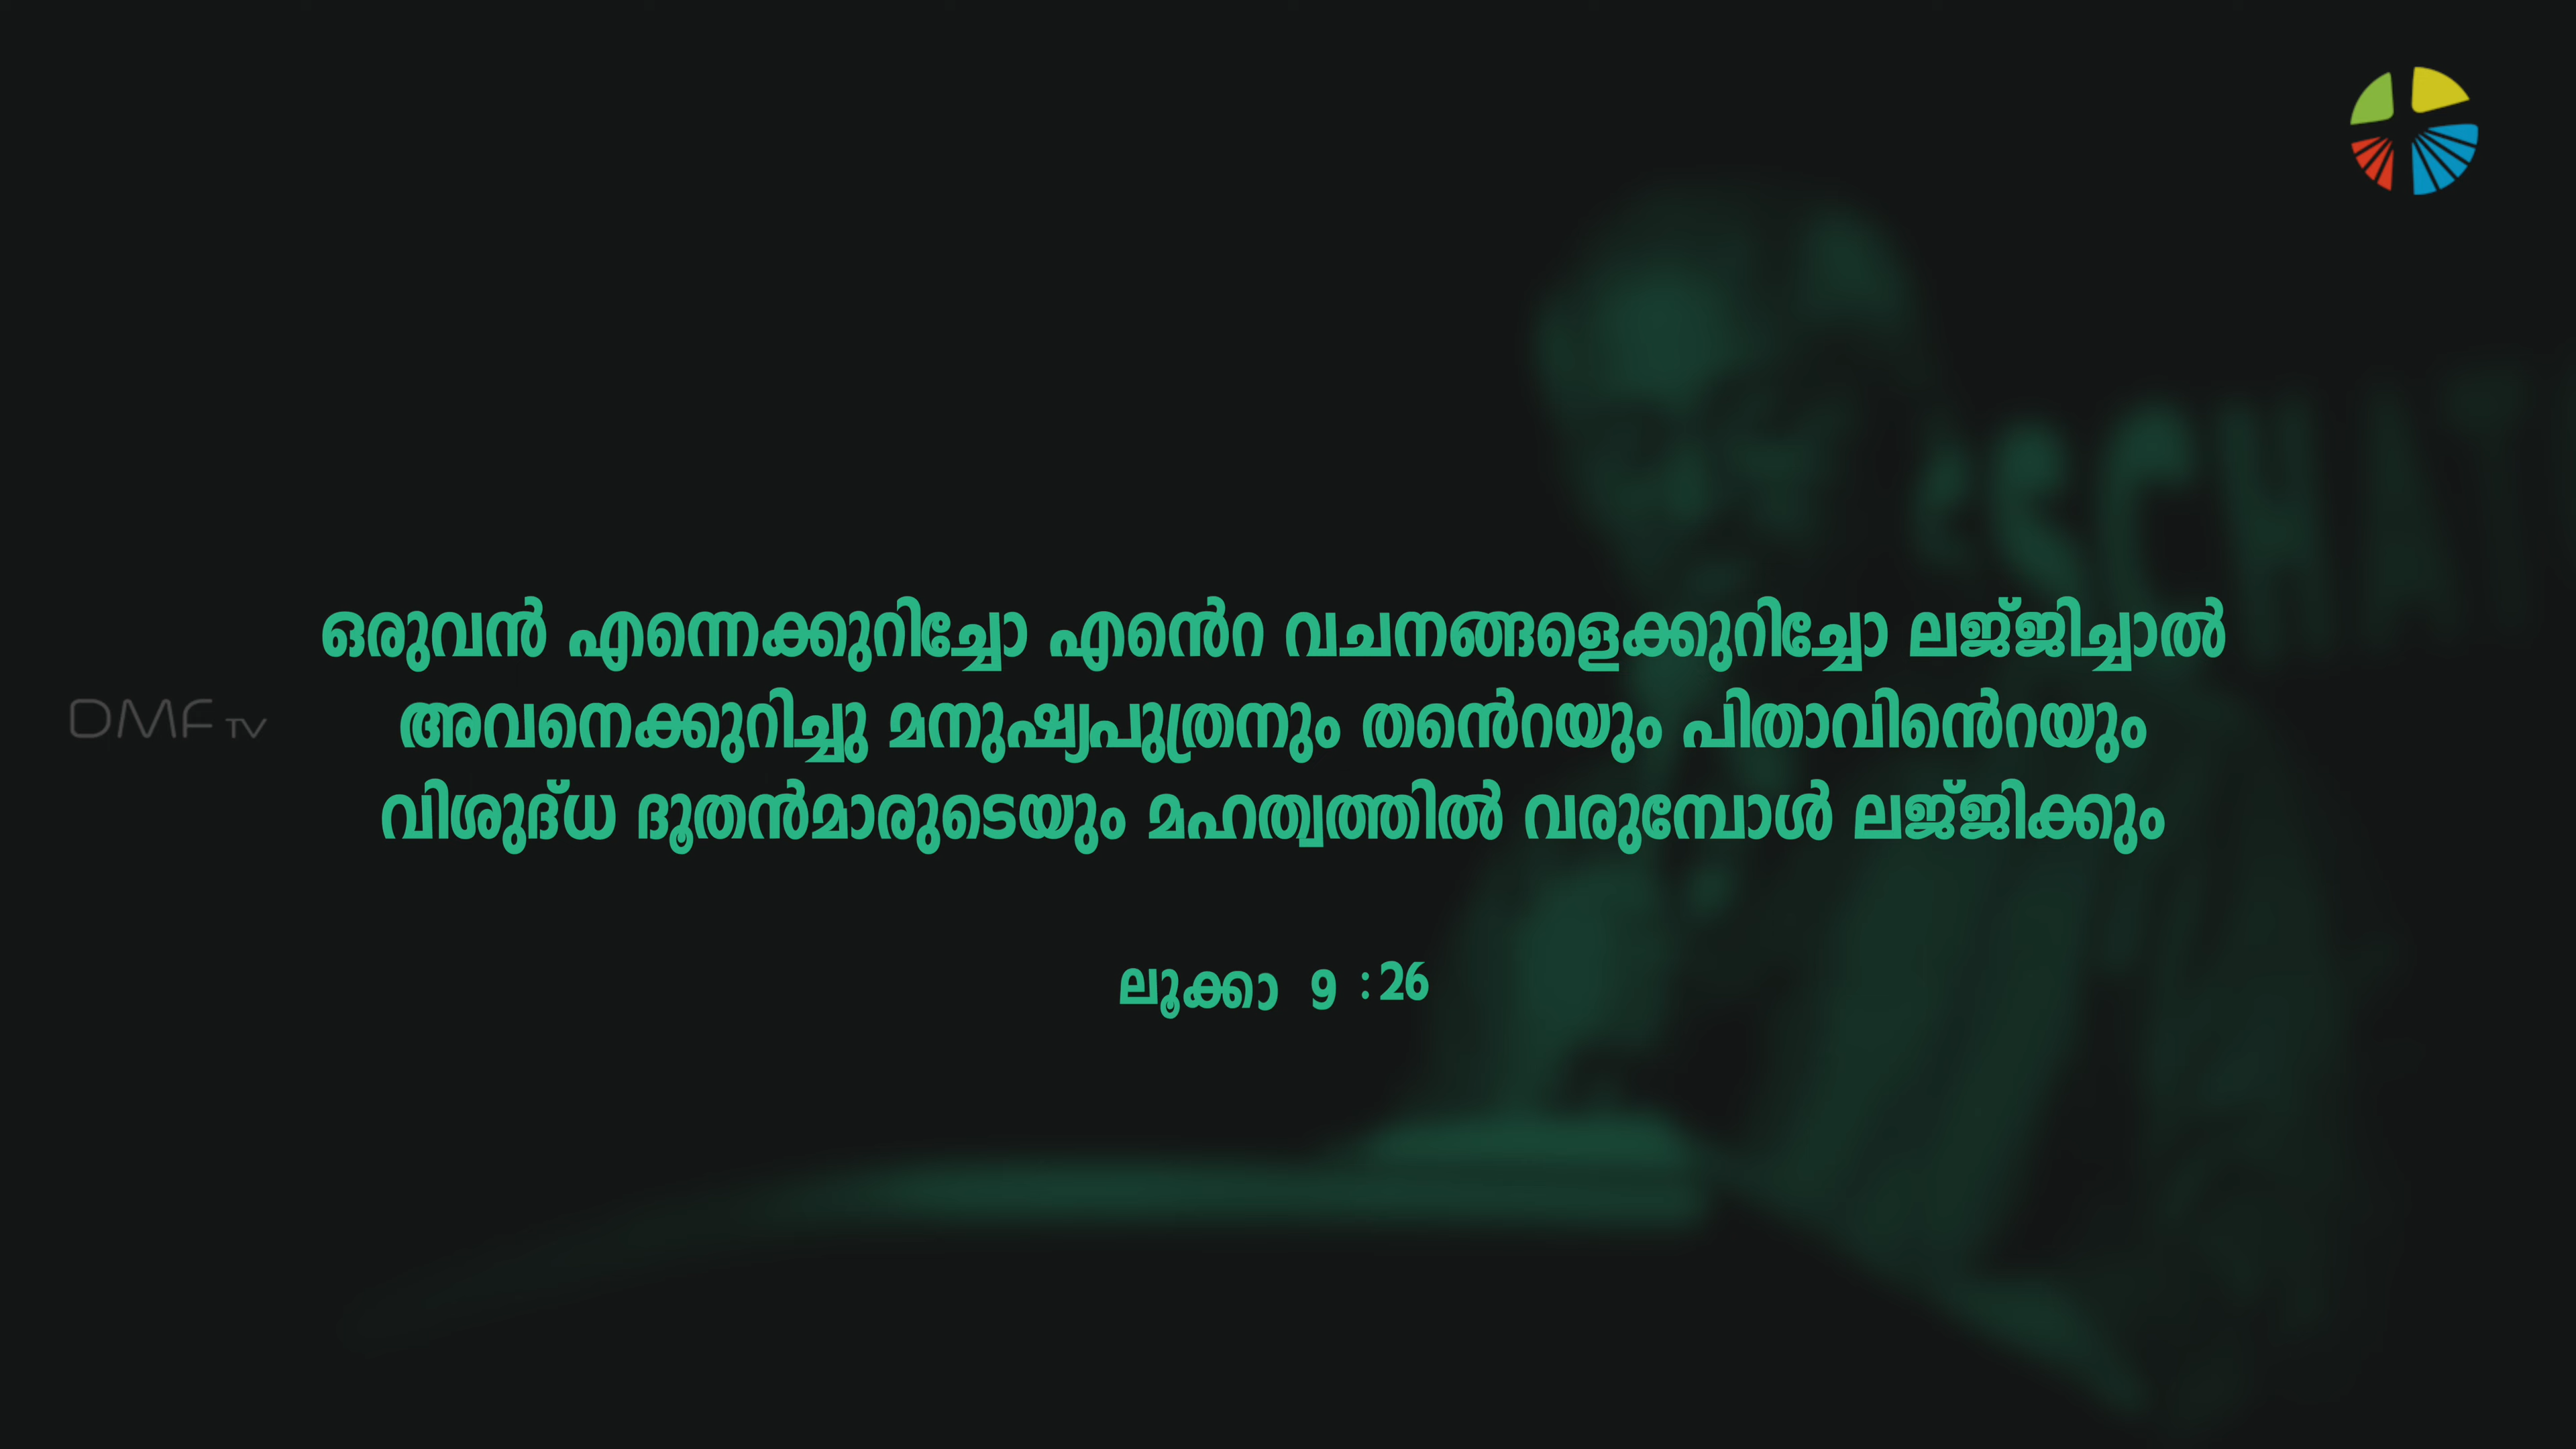 ഒരുവൻ എന്നെക്കുറിച്ചോ എൻെറ വചനങ്ങളെക്കുറിച്ചോ ലജ്ജിച്ചാൽ
അവനെക്കുറിച്ചു മനുഷ്യപുത്രനും തൻെറയും പിതാവിൻെറയും
വിശുദ്ധ ദൂതൻമാരുടെയും മഹത്വത്തിൽ വരുമ്പോൾ ലജ്ജിക്കും
ലൂക്കാ 9 :26
DMF TV
eSCHAT